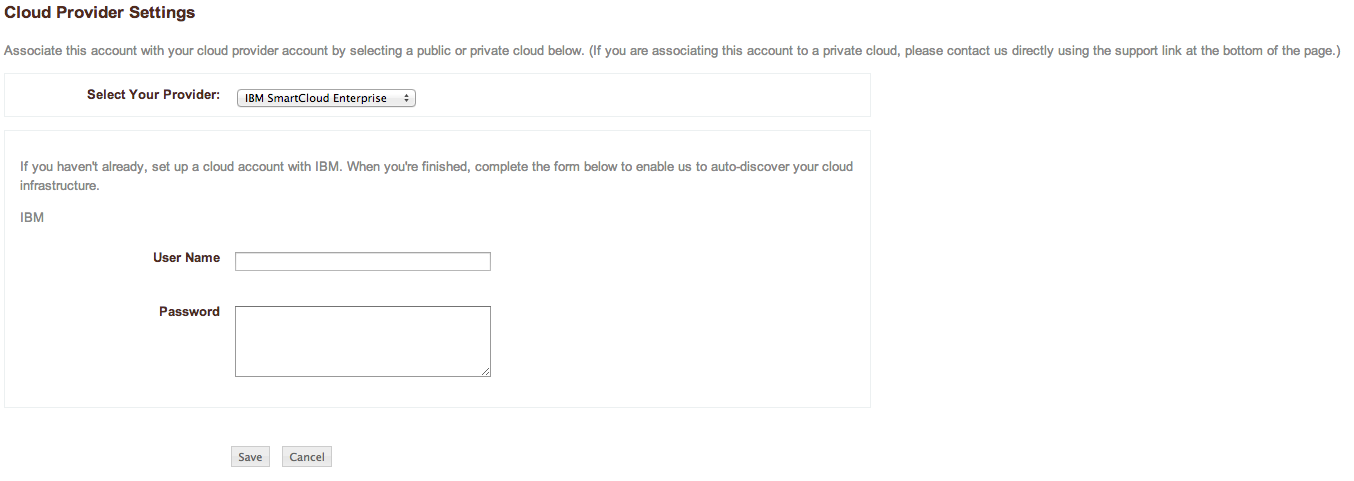 Cloud Provider Settings
Associate this account with your cloud provider account by selecting a public or private cloud below. (If you are associating this account to a private cloud, please contact us directly using the support link at the bottom of the page.)
Select Your Provider: IBM SmartCloud Enterprise
If you haven't already, set up a cloud account with IBM. When you're finished, complete the form below to enable us to auto-discover your cloud
infrastructure.
IBM
User Name
Password
Save Cancel